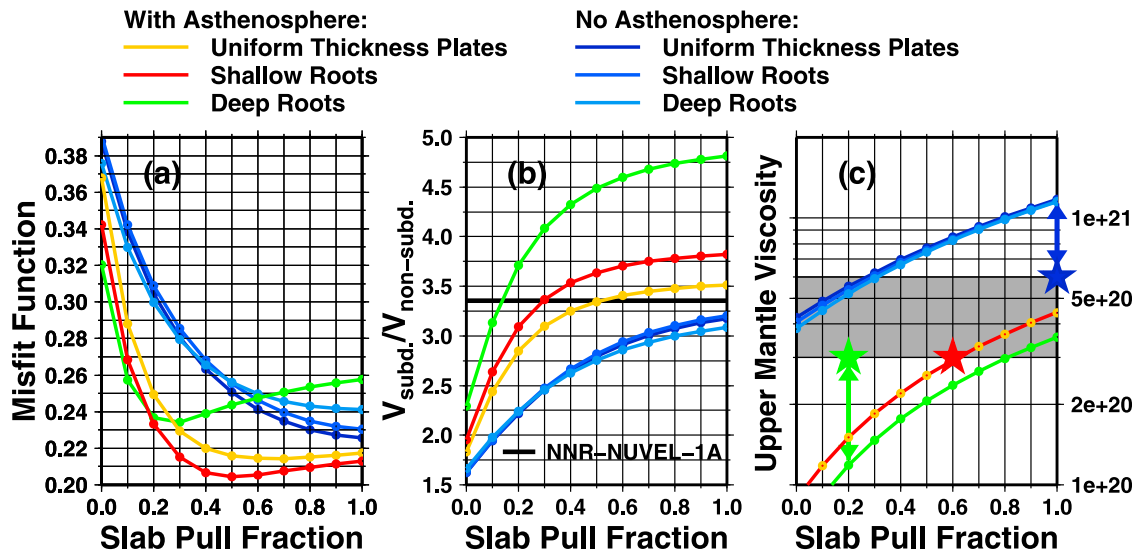 With Asthenosphere:
No Asthenosphere:
Uniform Thickness Plates
Uniform Thickness Plates
Shallow Roots
Shallow Roots
Deep Roots
Deep Roots
Misfit Function
0.38
0.36
0.34
0.32
0.30
0.28
0.26
0.24
0.22
0.20
(a)
0.0 0.2 0.4 0.6 0.8 1.0
Slab Pull Fraction
Vsubd./Vnon−subd.
5.0
4.5
4.0
3.5
3.0
2.5
2.0
1.5
(b)
NNR−NUVEL−1A
0.0 0.2 0.4 0.6 0.8 1.0
Slab Pull Fraction
Upper Mantle Viscosity
(c)
1e+21
5e+20
2e+20
1e+20
0.0 0.2 0.4 0.6 0.8 1.0
Slab Pull Fraction